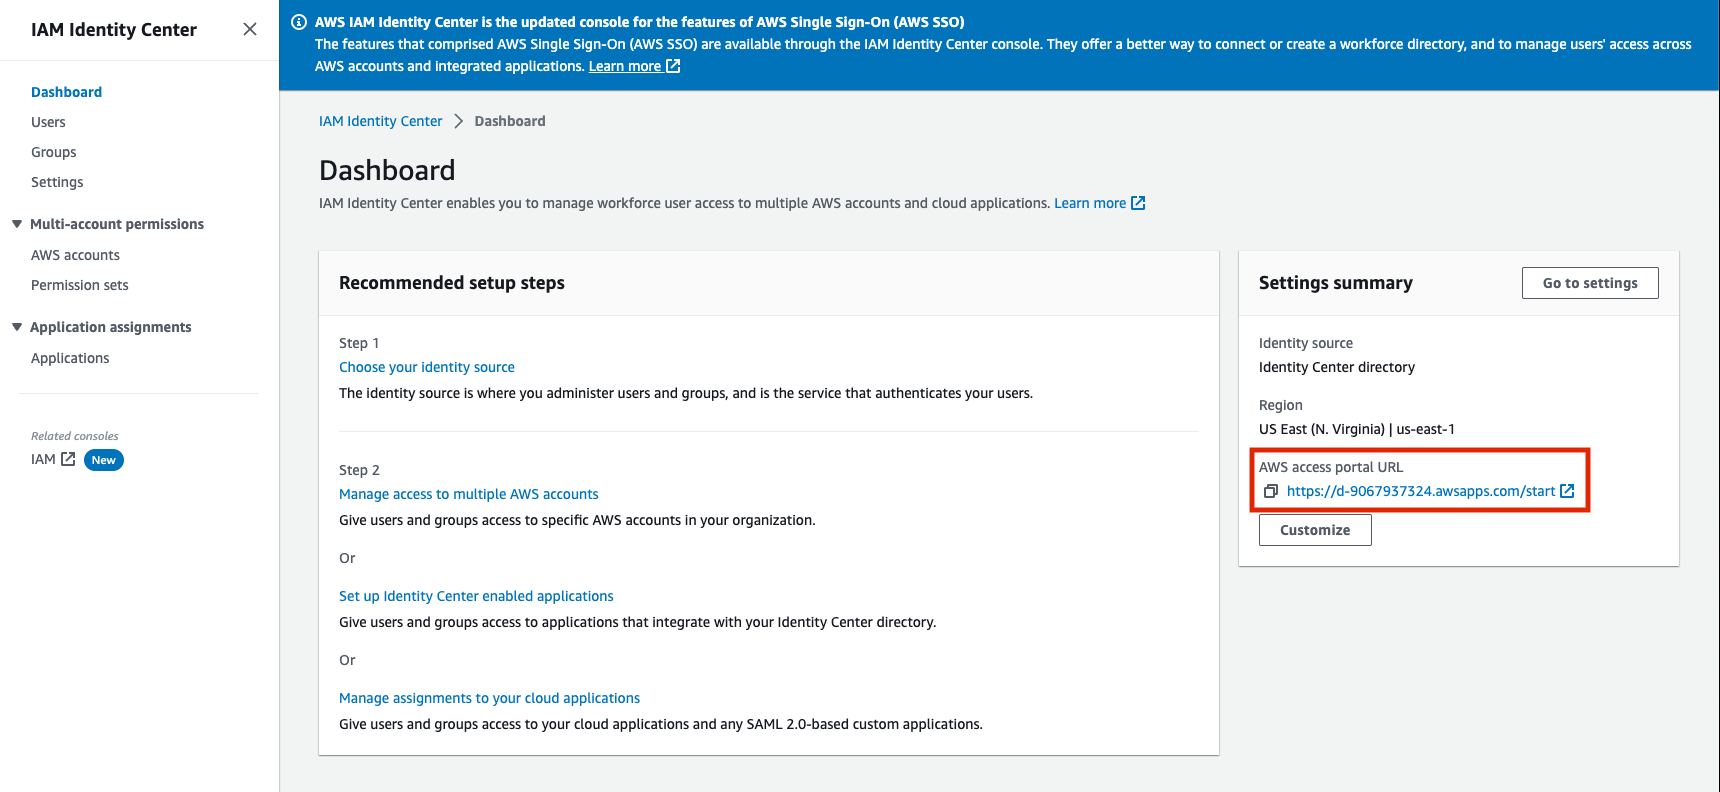 IAM Identity Center
Dashboard
Users
Groups
Settings
Multi-account permissions
AWS accounts
Permission sets
Application assignments
Applications
Related consoles
IAM New
AWS IAM Identity Center is the updated console for the features of AWS Single Sign-On (AWS SSO)
The features that comprised AWS Single Sign-On (AWS SSO) are available through the IAM Identity Center console. They offer a better way to connect or create a workforce directory, and to manage users' access across
AWS accounts and integrated applications. Learn more
IAM Identity Center Dashboard
Dashboard
IAM Identity Center enables you to manage workforce user access to multiple AWS accounts and cloud applications. Learn more
Recommended setup steps
Step 1
Choose your identity source
The identity source is where you administer users and groups, and is the service that authenticates your users.
Step 2
Manage access to multiple AWS accounts
Give users and groups access to specific AWS accounts in your organization.
Or
Set up Identity Center enabled applications
Give users and groups access to applications that integrate with your Identity Center directory.
Or
Manage assignments to your cloud applications
Give users and groups access to your cloud applications and any SAML 2.0-based custom applications.
Settings summary
Go to settings
Identity source
Identity Center directory
Region
US East (N. Virginia) | us-east-1
AWS access portal URL
https://d-9067937324.awsapps.com/start
Customize